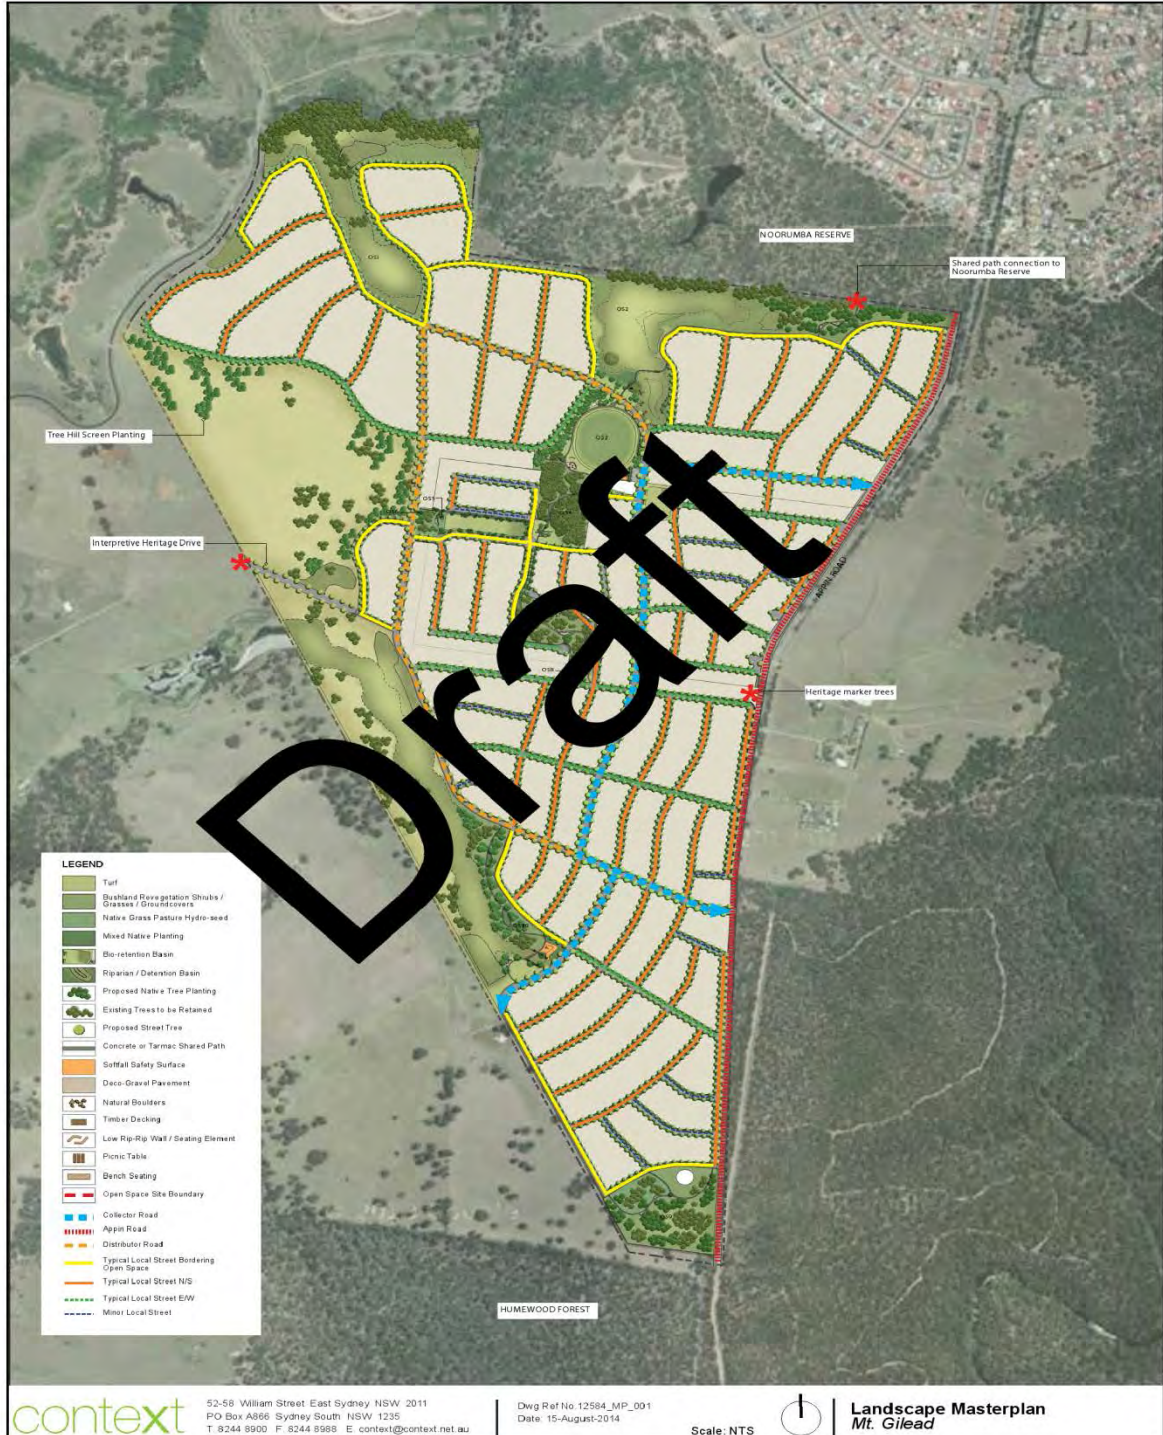 NOORUMBA RESERVE
Shared path connection to
Noorumba Reserve
OS1
OS2
OS3
Tree Hill Screen Planting
Interpretive Heritage Drive
APPIN ROAD
Heritage marker trees
Draft
LEGEND
Turf
Bushland Revegetation Shrubs /
Grasses / Groundcovers
Native Grass Pasture Hydro-seed
Mixed Native Planting
Bio-retention Basin
Riparian / Detention Basin
Proposed Native Tree Planting
Existing Trees to be Retained
Proposed Street Tree
Concrete or Tarmac Shared Path
Softfall Safety Surface
Deco-Gravel Pavement
Natural Boulders
Timber Decking
Low Rip-Rip Wall / Seating Element
Picnic Table
Bench Seating
Open Space Site Boundary
Collector Road
Appin Road
Distributor Road
Typical Local Street Bordering
Open Space
Typical Local Street N/S
Typical Local Street E/W
Minor Local Street
HUMEWOOD FOREST
context
52-58 William Street East Sydney NSW 2011
PO Box A866 Sydney South NSW 1235
T 8244 8900 F 8244 8988 E context@context.net.au
Dwg Ref No. 12584_MP_001
Date: 15-August-2014
Scale: NTS
Landscape Masterplan
Mt. Gilead